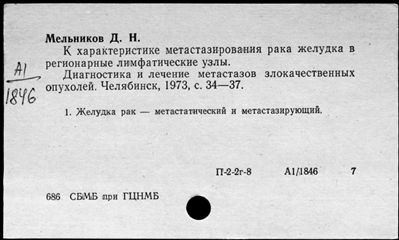 Мельников Д. Н.
К характеристике метастазирования рака желудка в
регионарные лимфатические узлы.
Диагностика и лечение метастазов злокачественных
опухолей. Челябинск, 1973, с. 34—37.
А1
1846
1. Желудка рак — метастатический и метастазирующий.
П-2-2г-8 А1/1846 7
686 СБМБ при ГЦНМБ